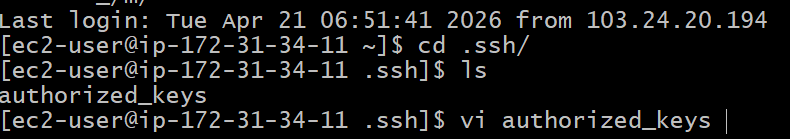 Last login: Tue Apr 21 06:51:41 2026 from 103.24.20.194
[ec2-user@ip-172-31-34-11 ~]$ cd .ssh/
[ec2-user@ip-172-31-34-11 .ssh]$ ls
authorized_keys
[ec2-user@ip-172-31-34-11 .ssh]$ vi authorized_keys